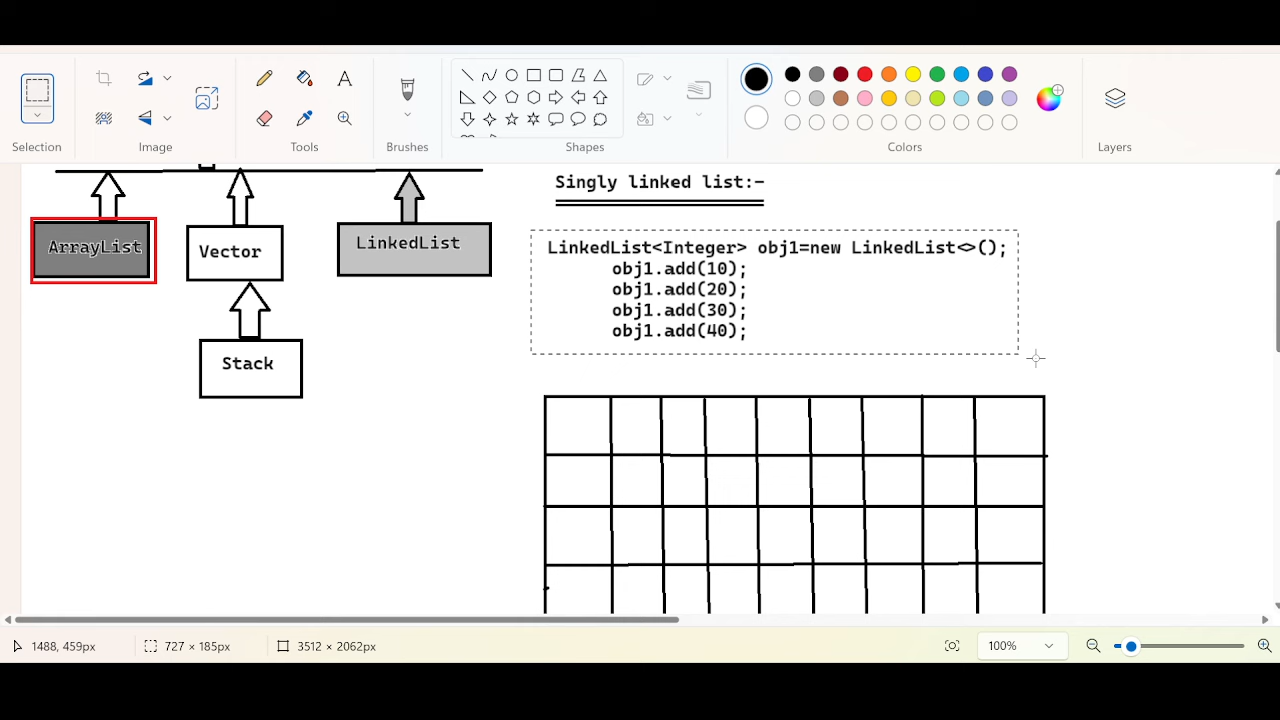 Selection
Image
Tools
Brushes
Shapes
Colors
Layers
Singly linked list:-
ArrayList
Vector
LinkedList
Stack
LinkedList<Integer> obj1=new LinkedList<>();
obj1.add(10);
obj1.add(20);
obj1.add(30);
obj1.add(40);
1488, 459px
727 × 185px
3512 × 2062px
100%